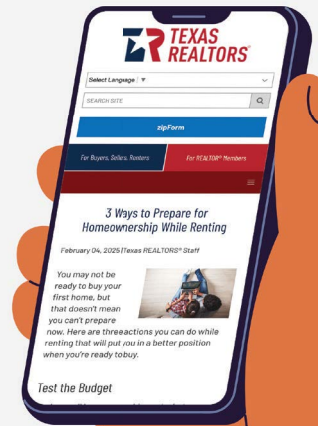 TEXAS
REALTORS®
Select Language ▼
SEARCH SITE
zipForm
For Buyers, Sellers, Renters
For REALTOR® Members
3 Ways to Prepare for
Homeownership While Renting
February 04, 2025|Texas REALTORS® Staff
You may not be
ready to buy your
first home, but
that doesn't mean
you can't prepare
now. Here are threeactions you can do while
renting that will put you in a better position
when you're ready tobuy.
Test the Budget